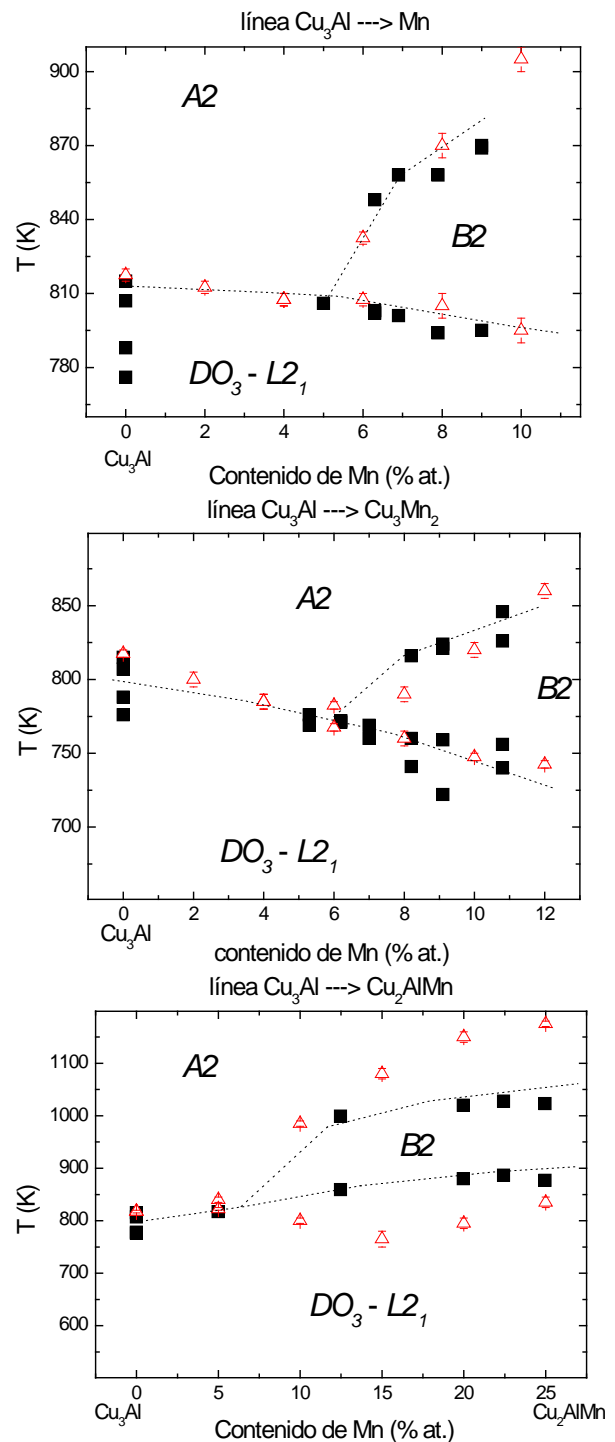 línea Cu₃Al ---> Mn
900
870
840
810
780
T (K)
A2
B2
DO₃ - L2₁
0 2 4 6 8 10
Cu₃Al
Contenido de Mn (% at.)
línea Cu₃Al ---> Cu₃Mn₂
850
800
750
700
T (K)
A2
B2
DO₃ - L2₁
0 2 4 6 8 10 12
Cu₃Al
contenido de Mn (% at.)
línea Cu₃Al ---> Cu₂AlMn
1100
1000
900
800
700
600
T (K)
A2
B2
DO₃ - L2₁
0 5 10 15 20 25
Cu₃Al Cu₂AlMn
Contenido de Mn (% at.)